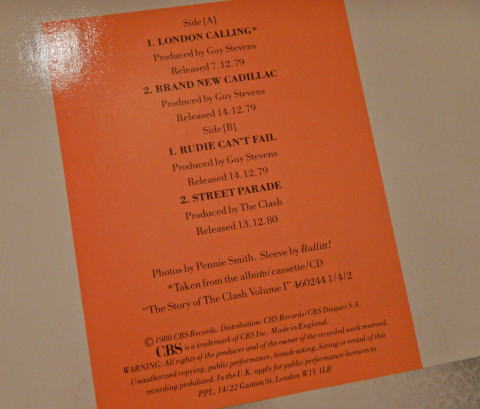 Side [A]
1. LONDON CALLING*
Produced by Guy Stevens
Released 7.12.79
2. BRAND NEW CADILLAC
Produced by Guy Stevens
Released 14.12.79
Side [B]
1. RUDIE CAN'T FAIL
Produced by Guy Stevens
Released 14.12.79
2. STREET PARADE
Produced by The Clash
Released 13.12.80
Photos by Pennie Smith. Sleeve by Bullitt!
*Taken from the album/cassette/CD
"The Story of The Clash Volume I" 460244 1/4/2
© 1988 CBS Records. Distribution: CBS Records/CBS Disques S.A.
CBS is a trademark of CBS Inc. Made in England.
WARNING: All rights of the producer and of the owner of the recorded work reserved.
Unauthorised copying, public performance, broadcasting, hiring or rental of this
recording prohibited. In the U.K. apply for public performance licences to
PPL, 14/22 Ganton St, London W1V 1LB